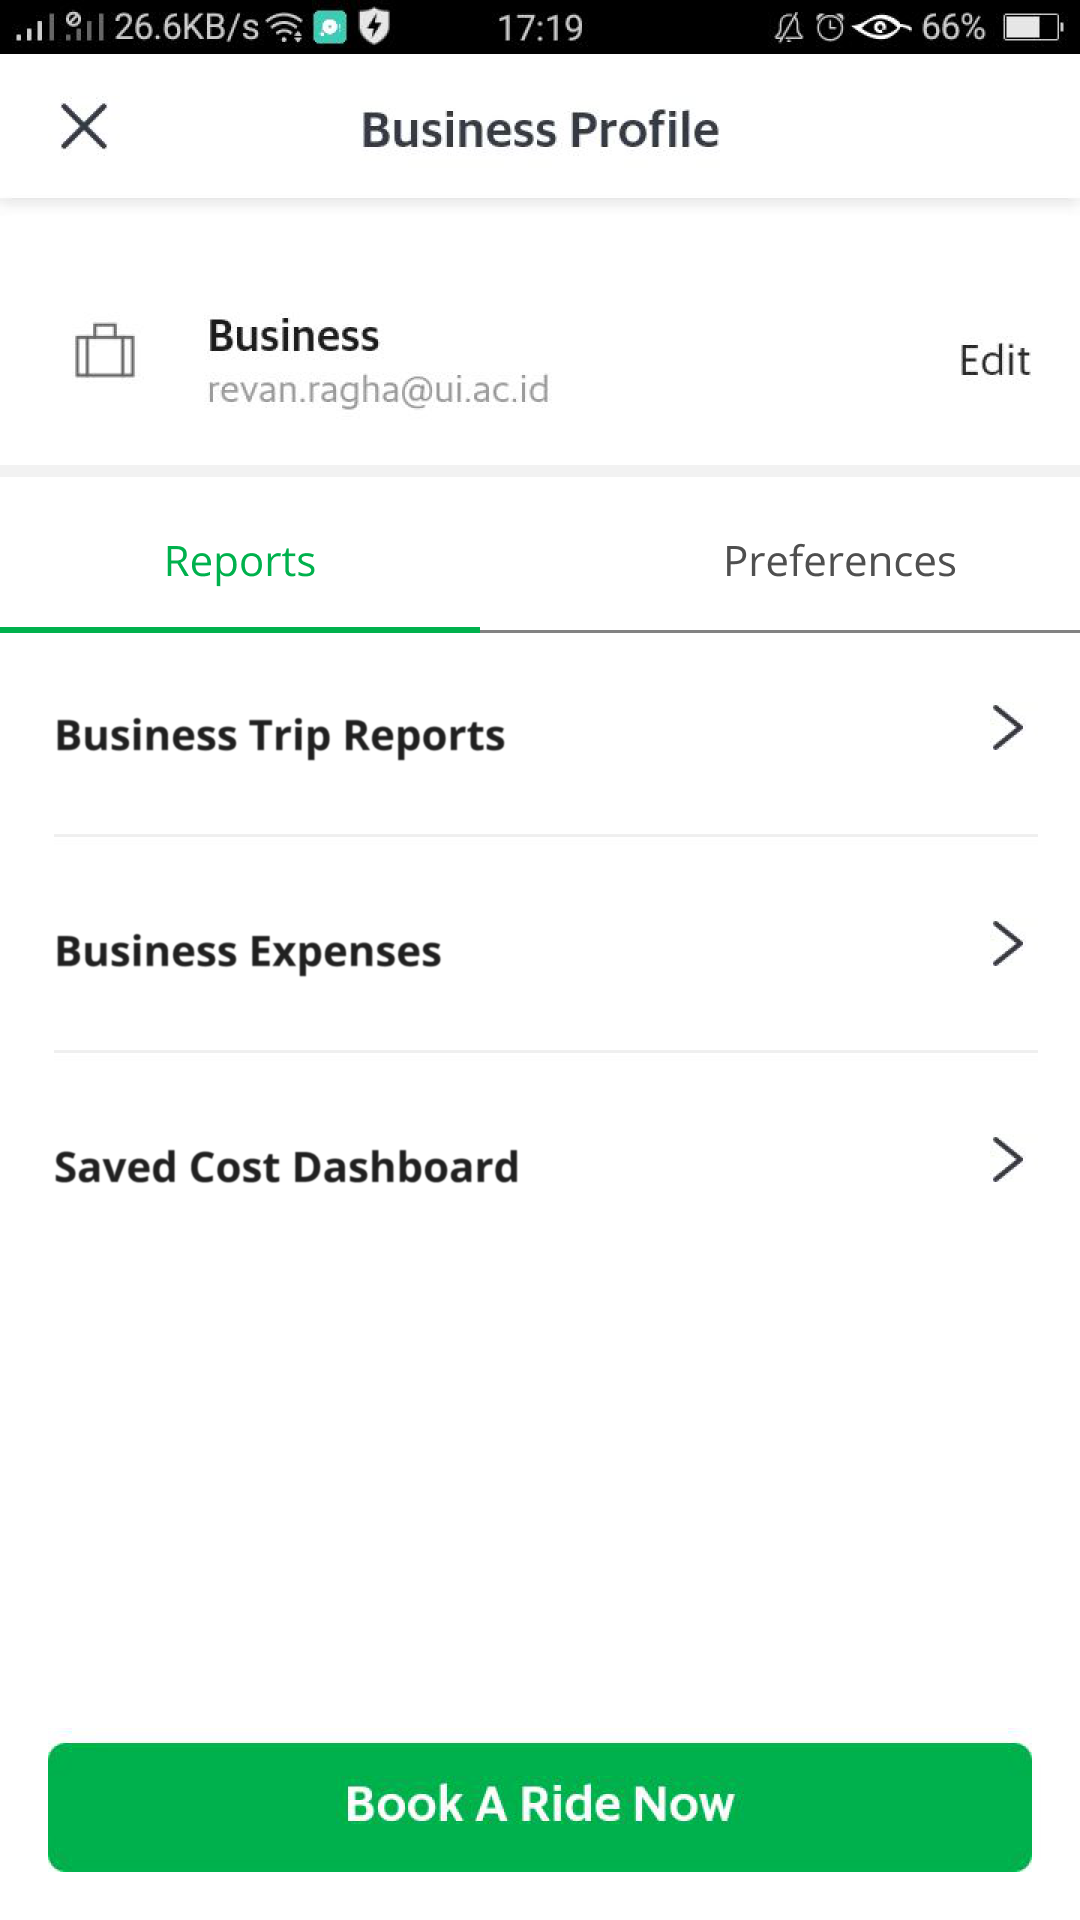 26.6KB/s 17:19 66%
Business Profile
Business
revan.ragha@ui.ac.id
Edit
Reports Preferences
Business Trip Reports
Business Expenses
Saved Cost Dashboard
Book A Ride Now